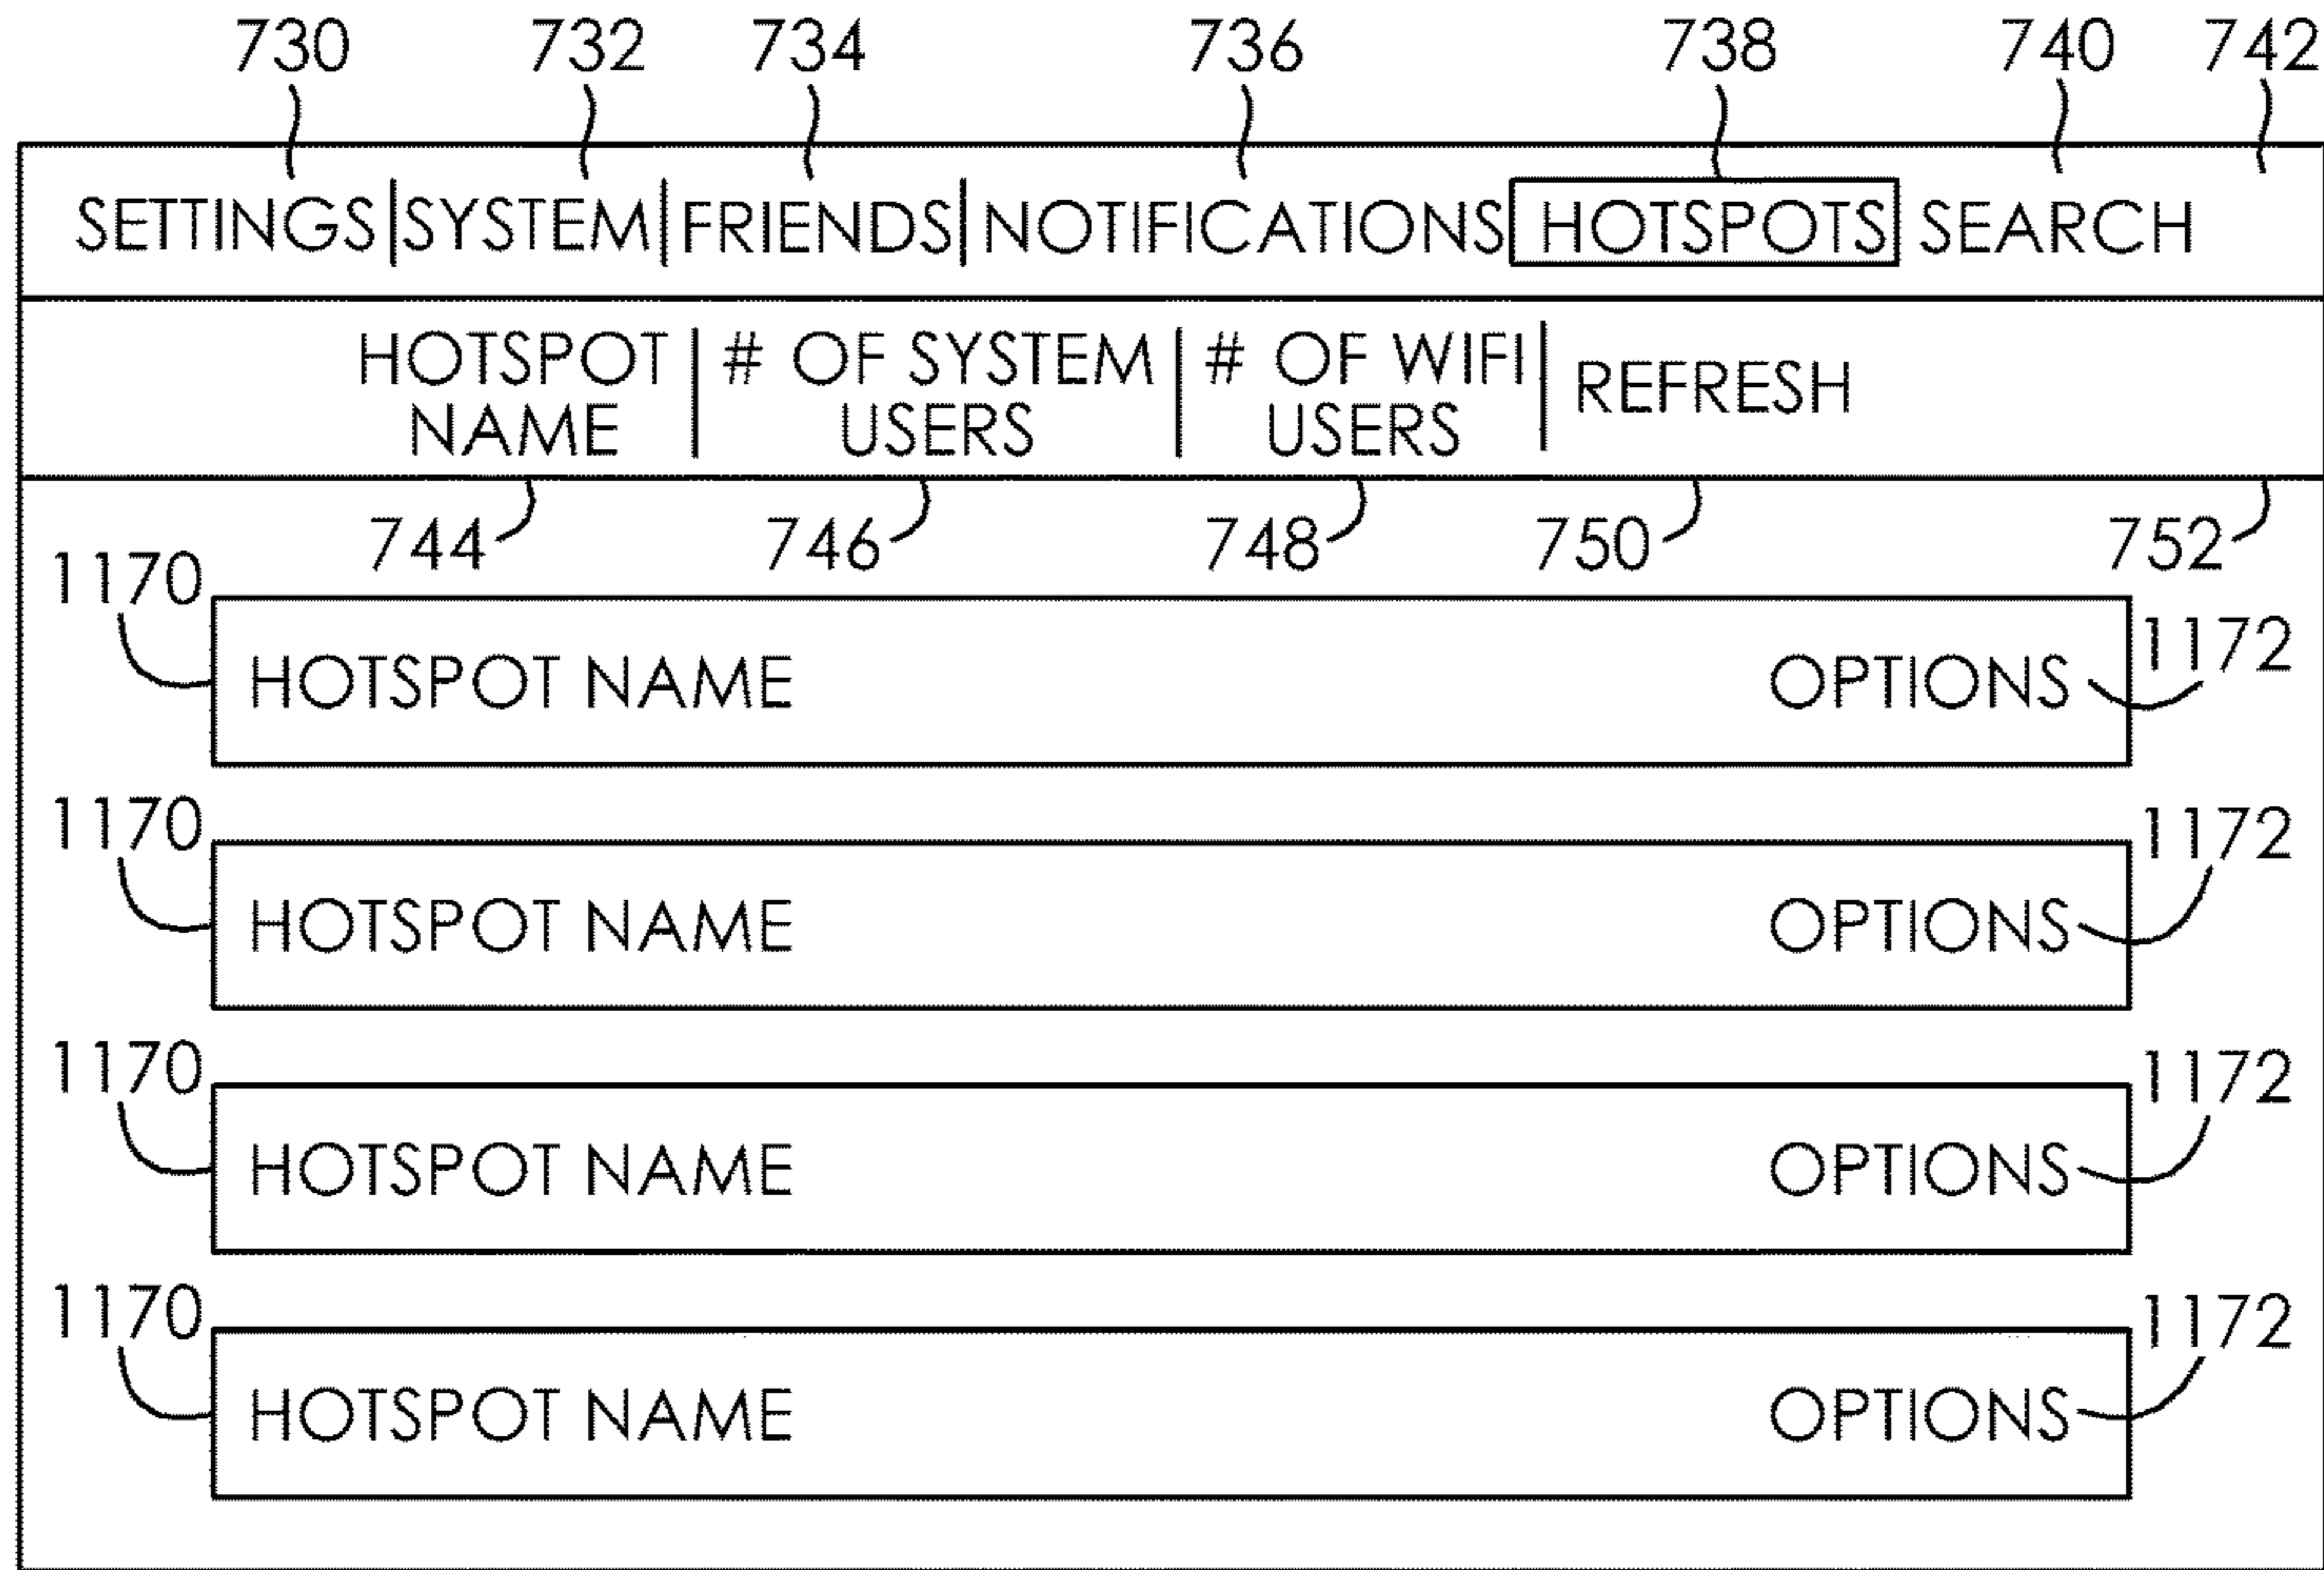 730 732 734 736 738 740 742
SETTINGS SYSTEM FRIENDS NOTIFICATIONS HOTSPOTS SEARCH
HOTSPOT NAME # OF SYSTEM USERS # OF WIFI USERS REFRESH
744 746 748 750 752
1170 HOTSPOT NAME OPTIONS 1172
1170 HOTSPOT NAME OPTIONS 1172
1170 HOTSPOT NAME OPTIONS 1172
1170 HOTSPOT NAME OPTIONS 1172